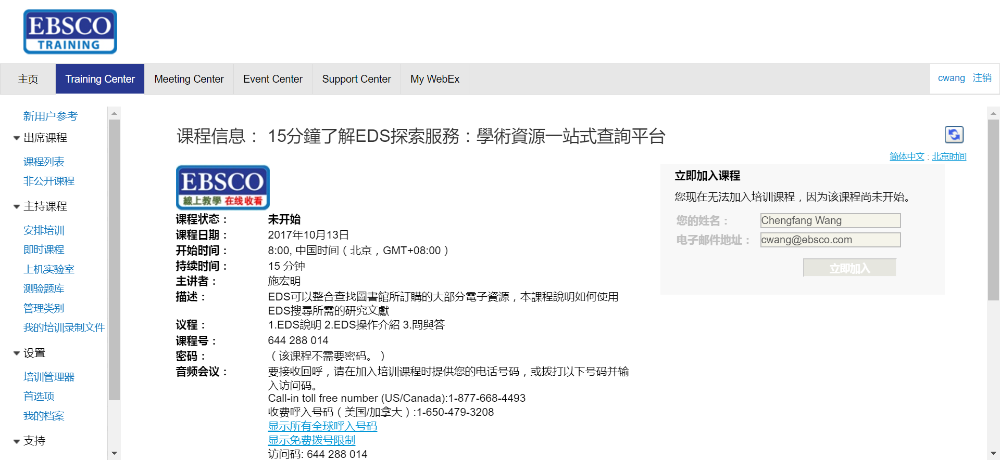 EBSCO
TRAINING
主页 Training Center Meeting Center Event Center Support Center My WebEx cwang 注销
新用户参考
出席课程
课程列表
非公开课程
主持课程
安排培训
即时课程
上机实验室
测验题库
管理类别
我的培训录制文件
设置
培训管理器
首选项
我的档案
支持
课程信息： 15分鐘了解EDS探索服務：學術資源一站式查詢平台
简体中文 : 北京时间
EBSCO
線上教學 在线收看
课程状态： 未开始
课程日期： 2017年10月13日
开始时间： 8:00, 中国时间（北京，GMT+08:00）
持续时间： 15 分钟
主讲者： 施宏明
描述： EDS可以整合查找圖書館所訂購的大部分電子資源，本課程說明如何使用
EDS搜尋所需的研究文獻
议程： 1.EDS說明 2.EDS操作介紹 3.問與答
课程号： 644 288 014
密码： （该课程不需要密码。）
音频会议： 要接收回呼，请在加入培训课程时提供您的电话号码，或拨打以下号码并输
入访问码。
Call-in toll free number (US/Canada):1-877-668-4493
收费呼入号码（美国/加拿大）:1-650-479-3208
显示所有全球呼入号码
显示免费拨号限制
访问码: 644 288 014
立即加入课程
您现在无法加入培训课程，因为该课程尚未开始。
您的姓名： Chengfang Wang
电子邮件地址： cwang@ebsco.com
立即加入